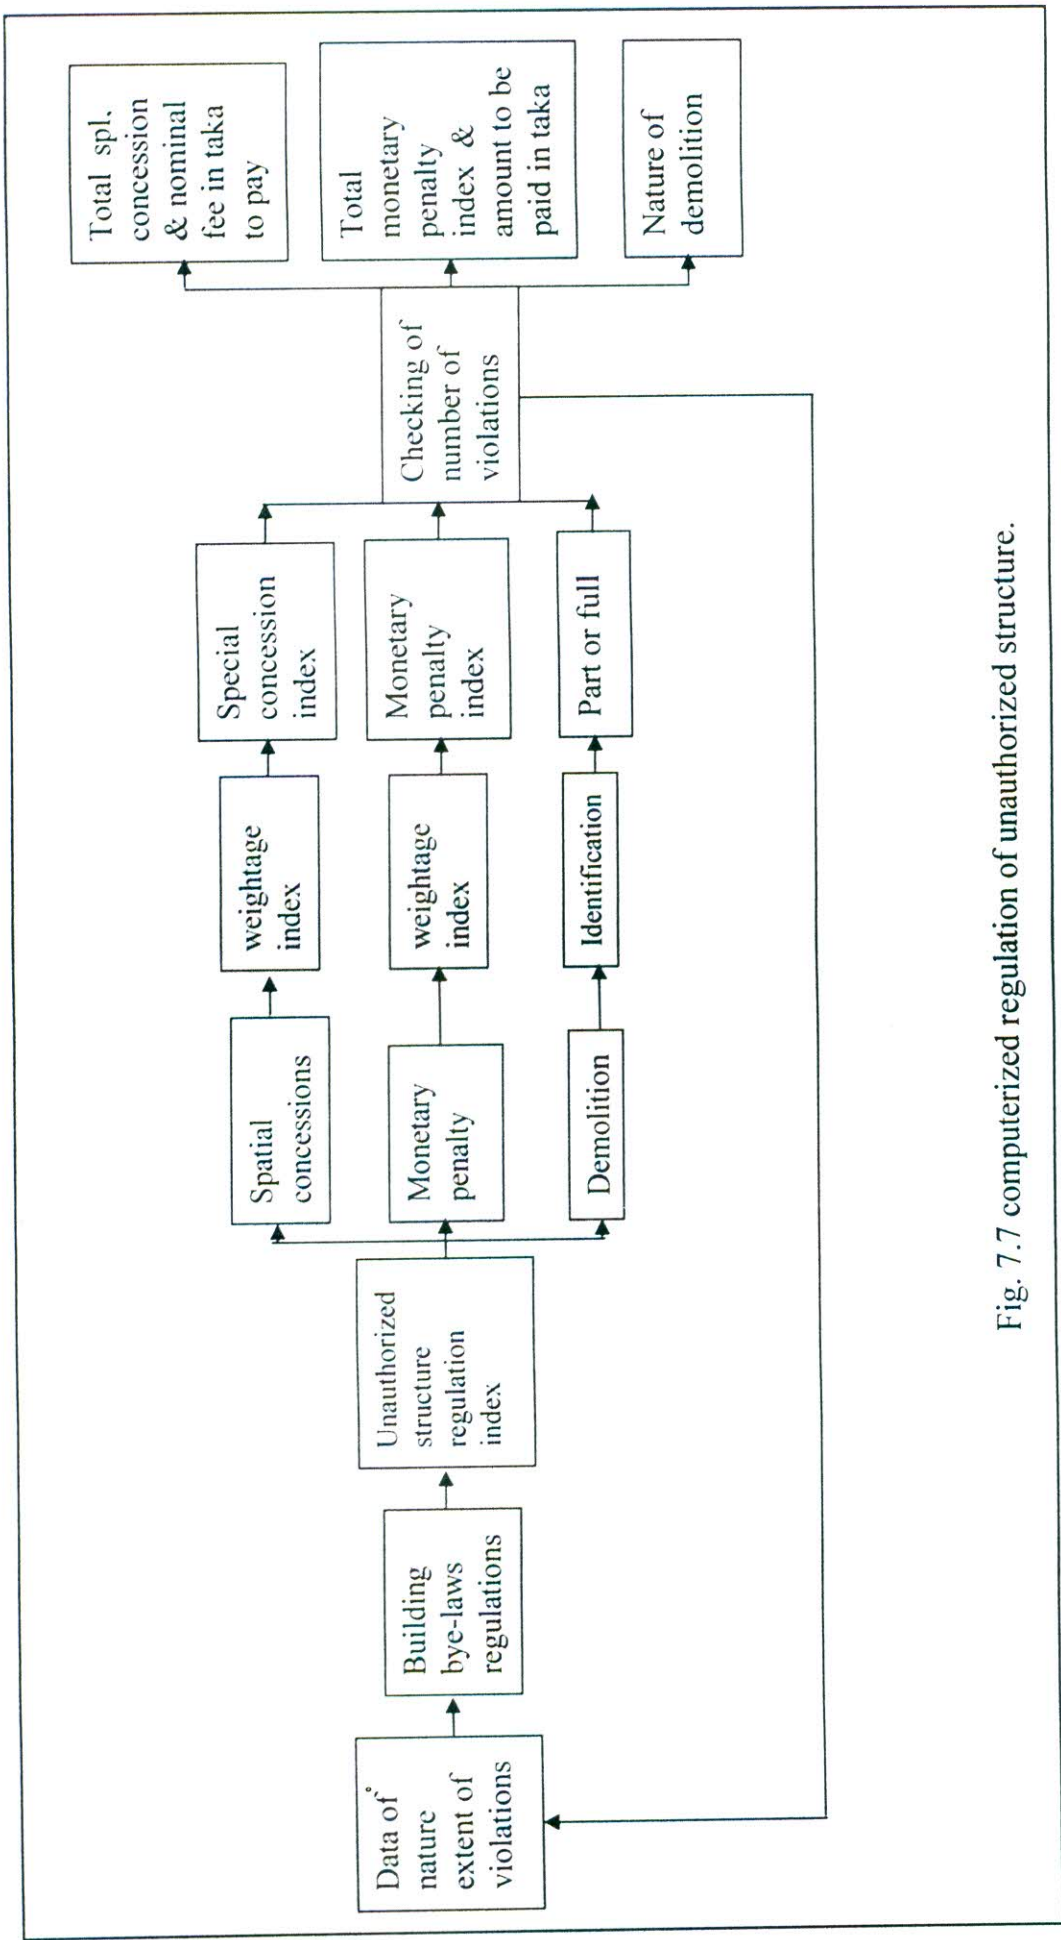 Data of
nature
extent of
violations
Building
bye-laws
regulations
Unauthorized
structure
regulation
index
Spatial
concessions
Monetary
penalty
Demolition
weightage
index
weightage
index
Identification
Special
concession
index
Monetary
penalty
index
Part or full
Checking of
number of
violations
Total spl.
concession
& nominal
fee in taka
to pay
Total
monetary
penalty
index &
amount to be
paid in taka
Nature of
demolition
Fig. 7.7 computerized regulation of unauthorized structure.